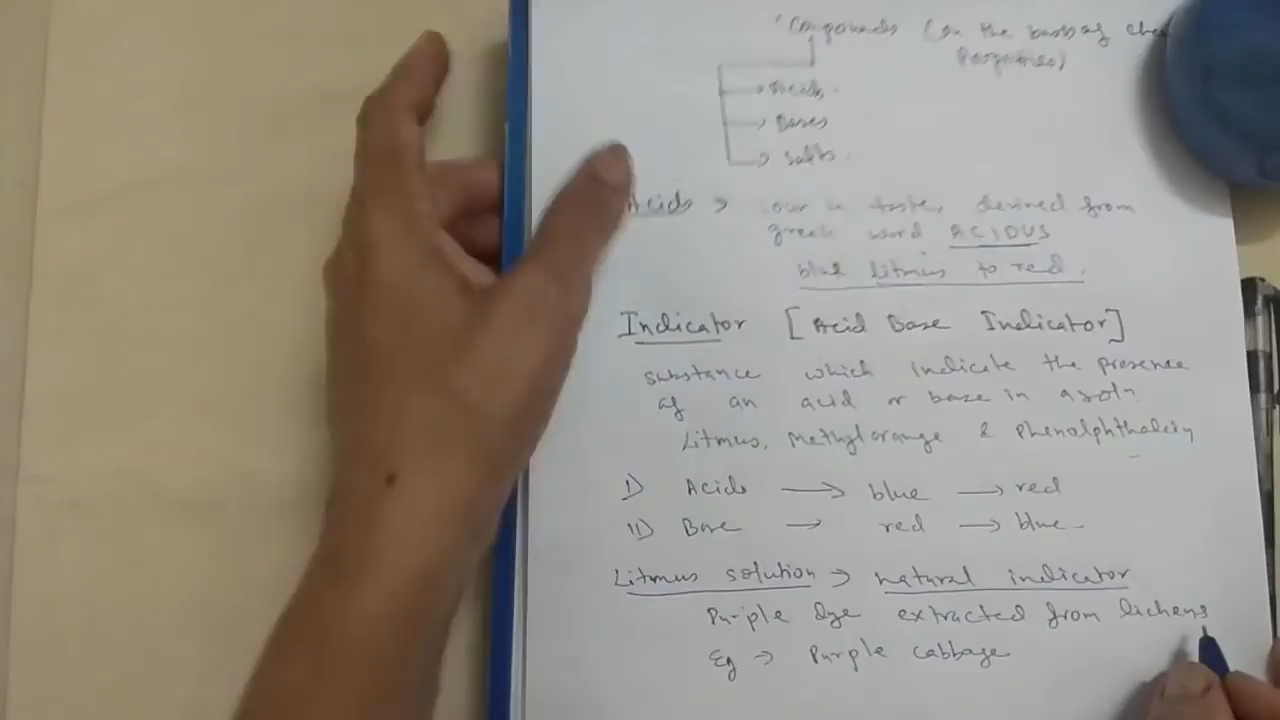 Compounds (on the basis of che
Properties)
→ Acids.
→ Bases
→ salts.
Acids → sour in taste, derived from
greek word ACIDUS
blue litmus to red.
Indicator [Acid Base Indicator]
substance which indicate the presence
of an acid or base in a soln.
Litmus, Methyl orange & Phenolphthalein
I) Acids → blue → red
II) Base → red → blue-
Litmus solution → natural indicator
Purple dye extracted from lichens
Eg → Purple cabbage